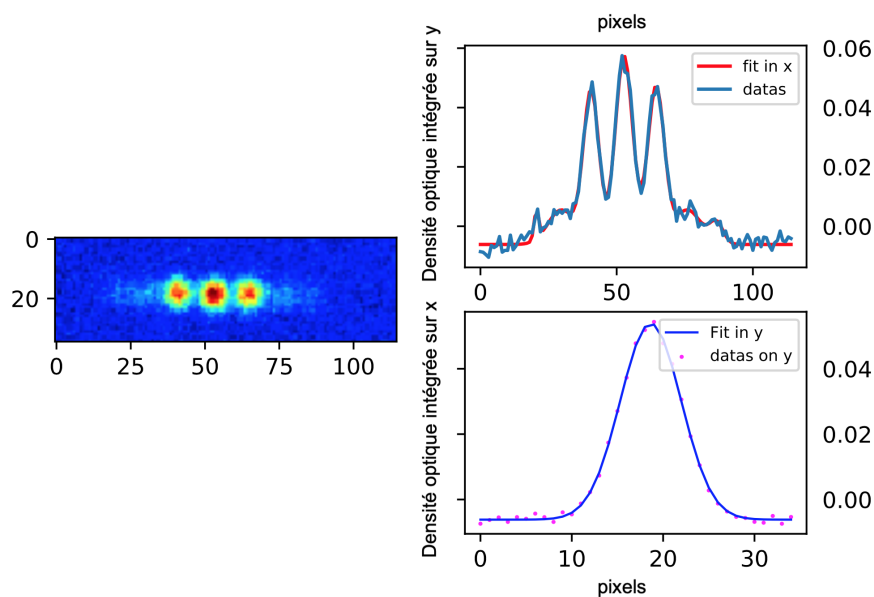 pixels
Densité optique intégrée sur y
0.06
0.04
0.02
0.00
fit in x
datas
0
50
100
0
20
0
25
50
75
100
Densité optique intégrée sur x
0.04
0.02
0.00
Fit in y
datas on y
0
10
20
30
pixels